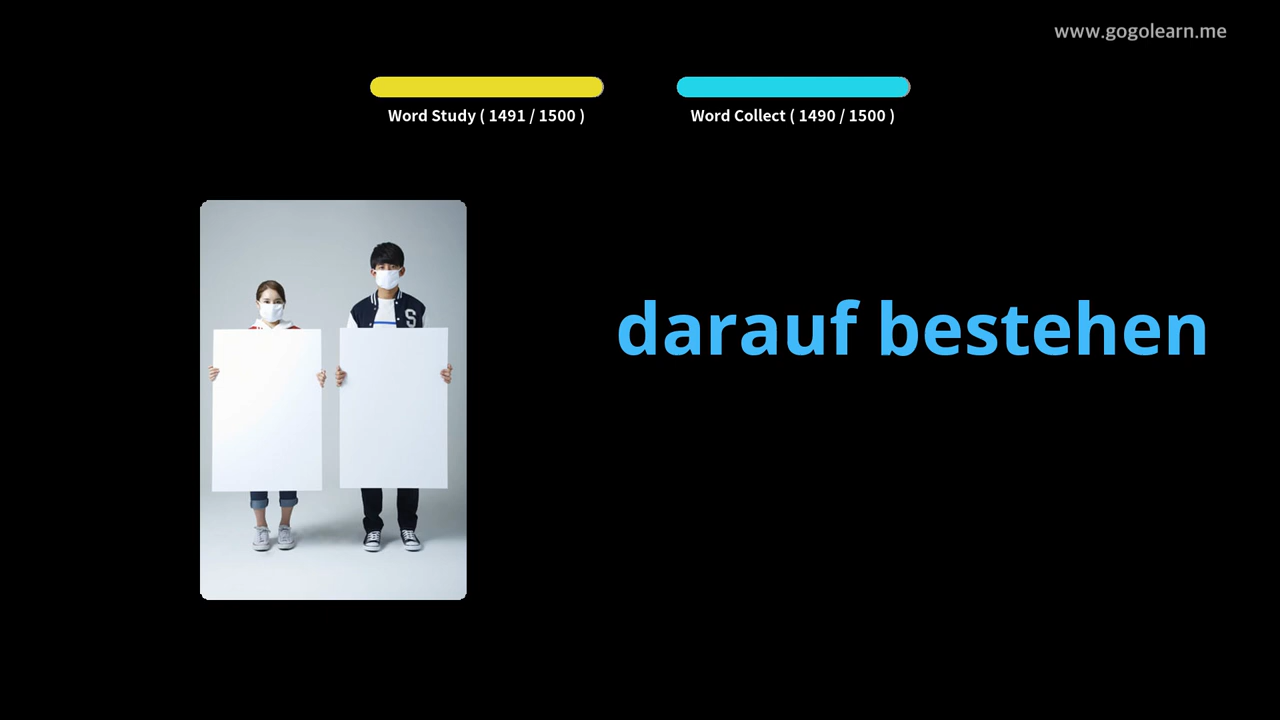 www.gogolearn.me
Word Study ( 1491 / 1500 )
Word Collect ( 1490 / 1500 )
S
darauf bestehen